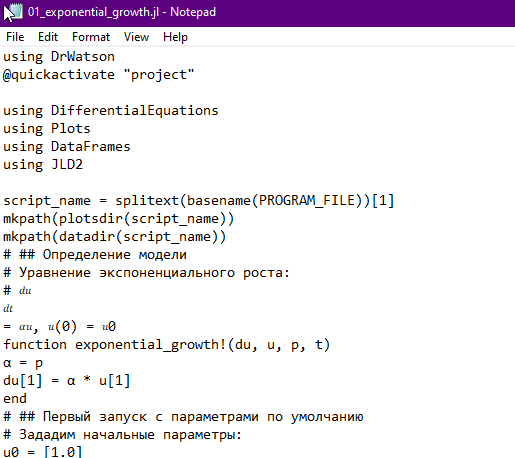 01_exponential_growth.jl - Notepad
File Edit Format View Help
using DrWatson
@quickactivate "project"
using DifferentialEquations
using Plots
using DataFrames
using JLD2
script_name = splitext(basename(PROGRAM_FILE))[1]
mkpath(plotsdir(script_name))
mkpath(datadir(script_name))
# ## Определение модели
# Уравнение экспоненциального роста:
# 𝑑𝑢
𝑑𝑡
= 𝛼𝑢, 𝑢(0) = 𝑢0
function exponential_growth!(du, u, p, t)
α = p
du[1] = α * u[1]
end
# ## Первый запуск с параметрами по умолчанию
# Зададим начальные параметры:
u0 = [1.0]